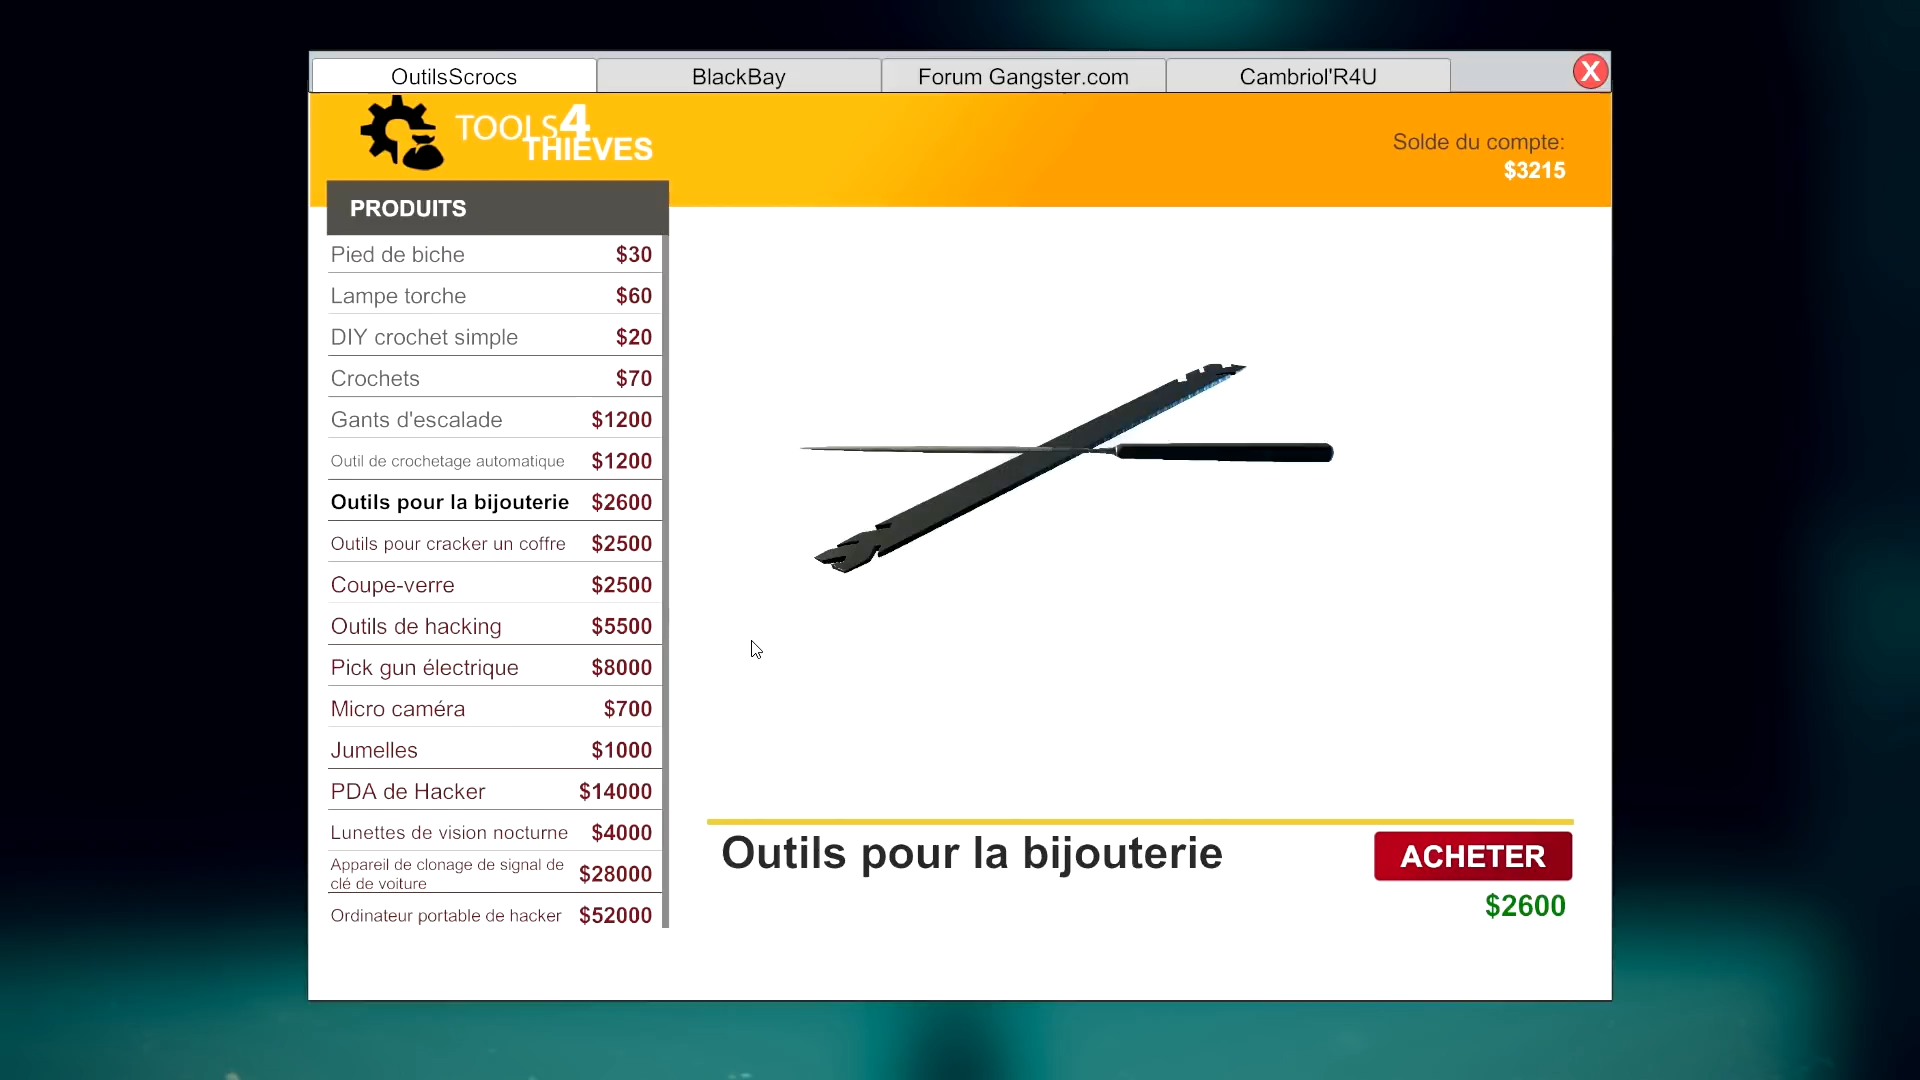 OutilsScrocs
BlackBay
Forum Gangster.com
Cambriol'R4U
X
TOOLS4
THIEVES
Solde du compte:
$3215
PRODUITS
Pied de biche $30
Lampe torche $60
DIY crochet simple $20
Crochets $70
Gants d'escalade $1200
Outil de crochetage automatique $1200
Outils pour la bijouterie $2600
Outils pour cracker un coffre $2500
Coupe-verre $2500
Outils de hacking $5500
Pick gun électrique $8000
Micro caméra $700
Jumelles $1000
PDA de Hacker $14000
Lunettes de vision nocturne $4000
Appareil de clonage de signal de
clé de voiture $28000
Ordinateur portable de hacker $52000
Outils pour la bijouterie
ACHETER
$2600